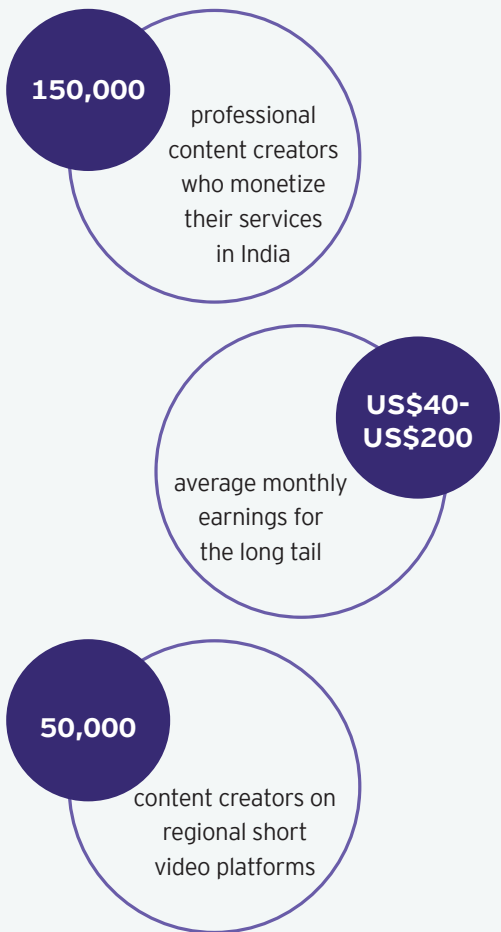 150,000
professional
content creators
who monetize
their services
in India
US$40-
US$200
average monthly
earnings for
the long tail
50,000
content creators on
regional short
video platforms